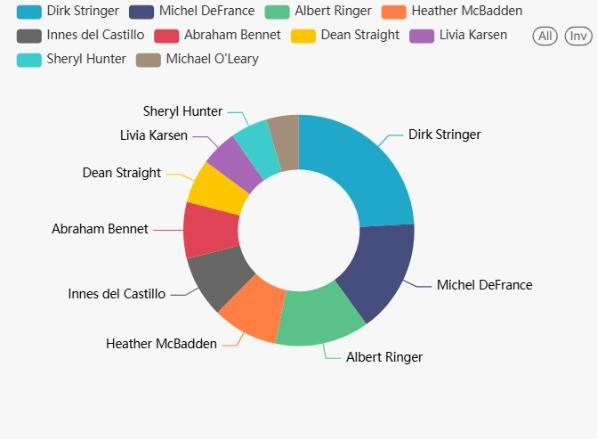 Dirk Stringer Michel DeFrance Albert Ringer Heather McBadden
Innes del Castillo Abraham Bennet Dean Straight Livia Karsen All Inv
Sheryl Hunter Michael O'Leary
Sheryl Hunter
Dirk Stringer
Livia Karsen
Dean Straight
Abraham Bennet
Michel DeFrance
Innes del Castillo
Heather McBadden
Albert Ringer